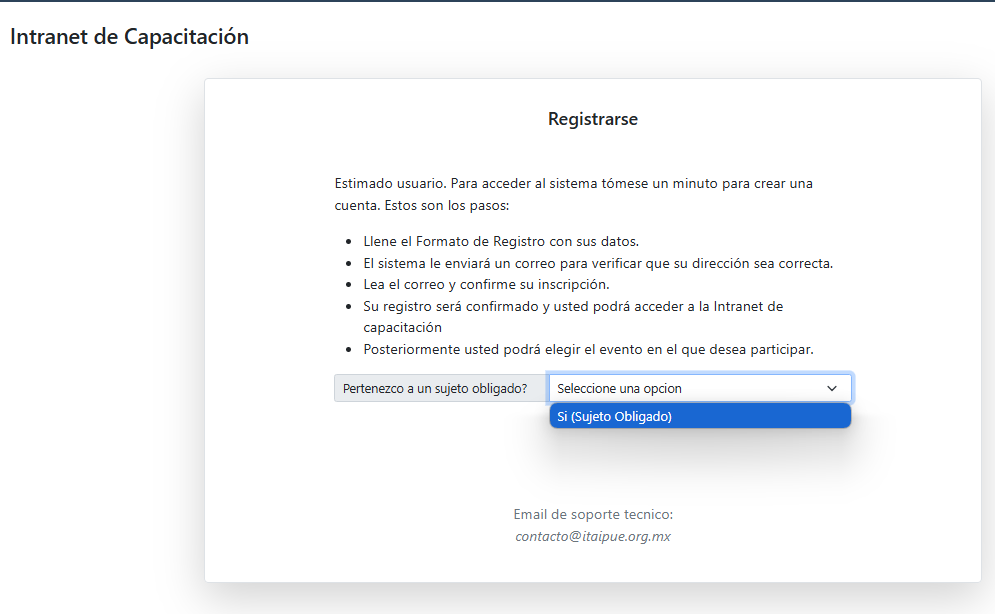 Intranet de Capacitación
Registrarse
Estimado usuario. Para acceder al sistema tómese un minuto para crear una
cuenta. Estos son los pasos:
Llene el Formato de Registro con sus datos.
El sistema le enviará un correo para verificar que su dirección sea correcta.
Lea el correo y confirme su inscripción.
Su registro será confirmado y usted podrá acceder a la Intranet de
capacitación
Posteriormente usted podrá elegir el evento en el que desea participar.
Pertenezco a un sujeto obligado? Seleccione una opcion
Si (Sujeto Obligado)
Email de soporte tecnico:
contacto@itaipue.org.mx